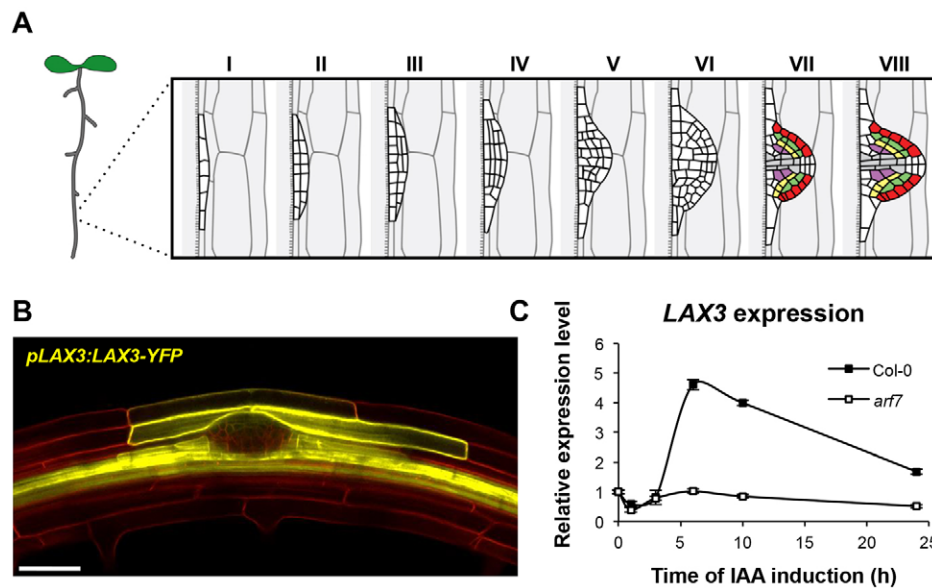 A
I II III IV V VI VII VIII
B
pLAX3:LAX3-YFP
C
LAX3 expression
Relative expression level
6
5
4
3
2
1
0
Col-0
arf7
0 5 10 15 20 25
Time of IAA induction (h)